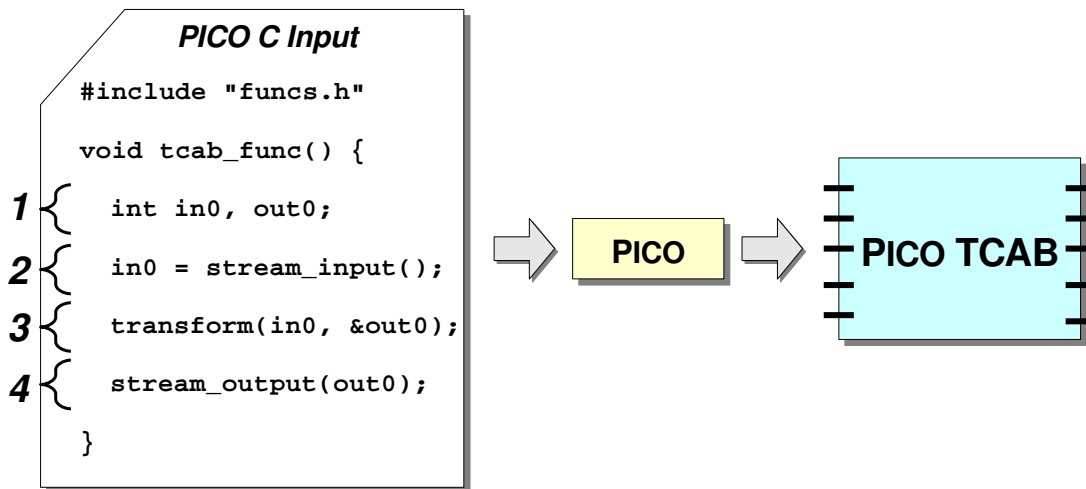 PICO C Input
#include "funcs.h"
void tcab_func() {
1 int in0, out0;
2 in0 = stream_input();
3 transform(in0, &out0);
4 stream_output(out0);
}
PICO
PICO TCAB